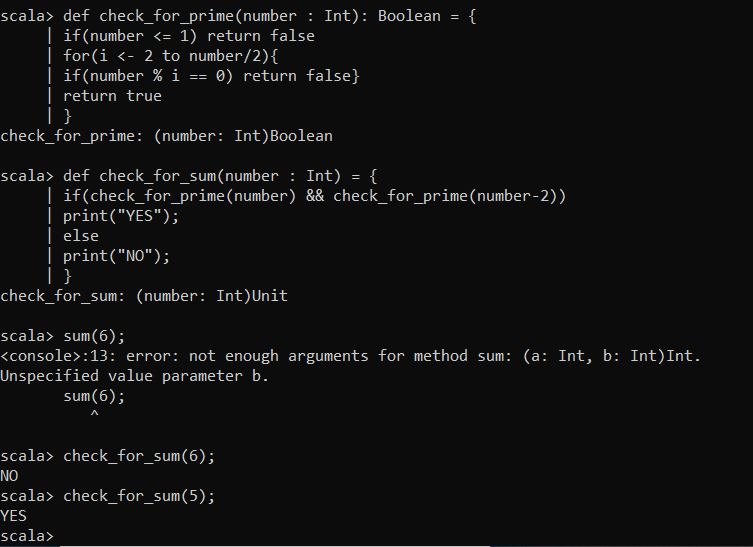 scala> def check_for_prime(number : Int): Boolean = {
     | if(number <= 1) return false
     | for(i <- 2 to number/2){
     | if(number % i == 0) return false}
     | return true
     | }
check_for_prime: (number: Int)Boolean

scala> def check_for_sum(number : Int) = {
     | if(check_for_prime(number) && check_for_prime(number-2))
     | print("YES");
     | else
     | print("NO");
     | }
check_for_sum: (number: Int)Unit

scala> sum(6);
<console>:13: error: not enough arguments for method sum: (a: Int, b: Int)Int.
Unspecified value parameter b.
       sum(6);
          ^

scala> check_for_sum(6);
NO
scala> check_for_sum(5);
YES
scala>